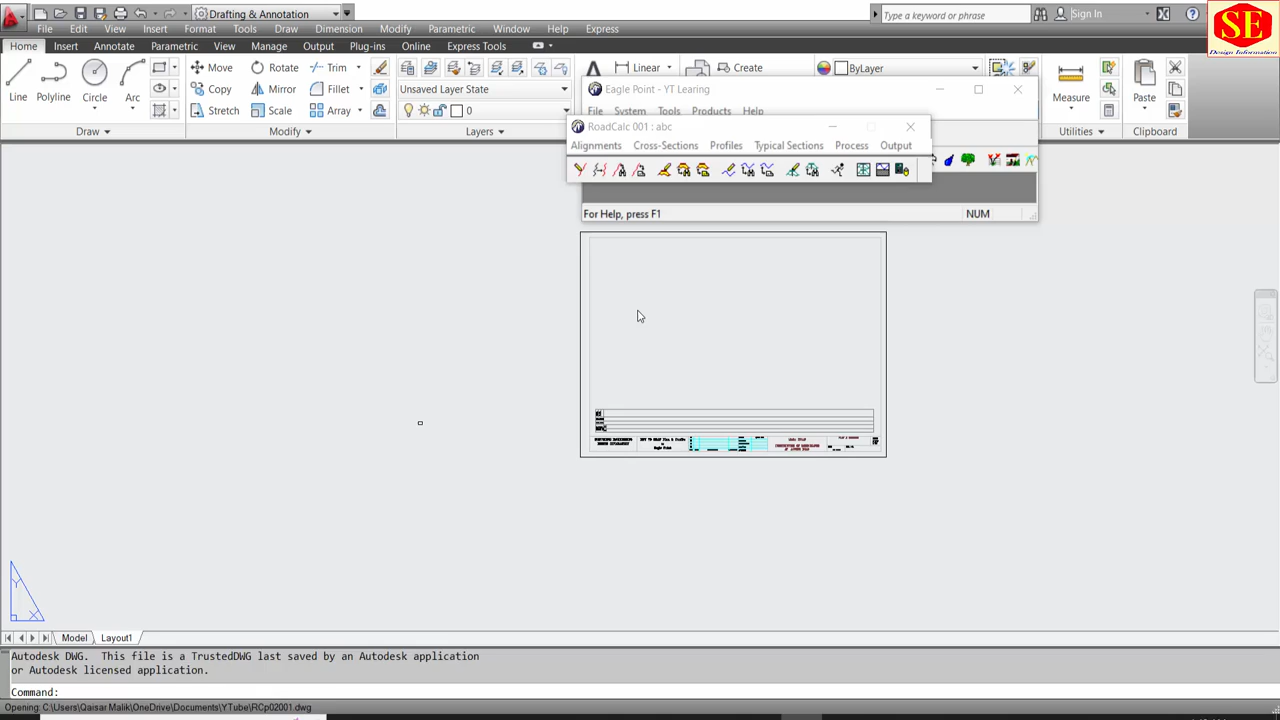 Drafting & Annotation
Type a keyword or phrase
Sign In
SE
Design Information
File Edit View Insert Format Tools Draw Dimension Modify Parametric Window Help Express
Home Insert Annotate Parametric View Manage Output Plug-ins Online Express Tools
Line Polyline Circle Arc
Move Rotate Trim
Copy Mirror Fillet
Stretch Scale Array
Unsaved Layer State
0
Linear
Create
ByLayer
Measure
Paste
Draw
Modify
Layers
Utilities
Clipboard
Eagle Point - YT Learing
File System Tools Products Help
RoadCalc 001 : abc
Alignments Cross-Sections Profiles Typical Sections Process Output
For Help, press F1
NUM
Y
X
Model Layout1
Autodesk DWG. This file is a TrustedDWG last saved by an Autodesk application
or Autodesk licensed application.
Command:
Opening: C:\Users\Qaisar Malik\OneDrive\Documents\YTube\RCp02001.dwg